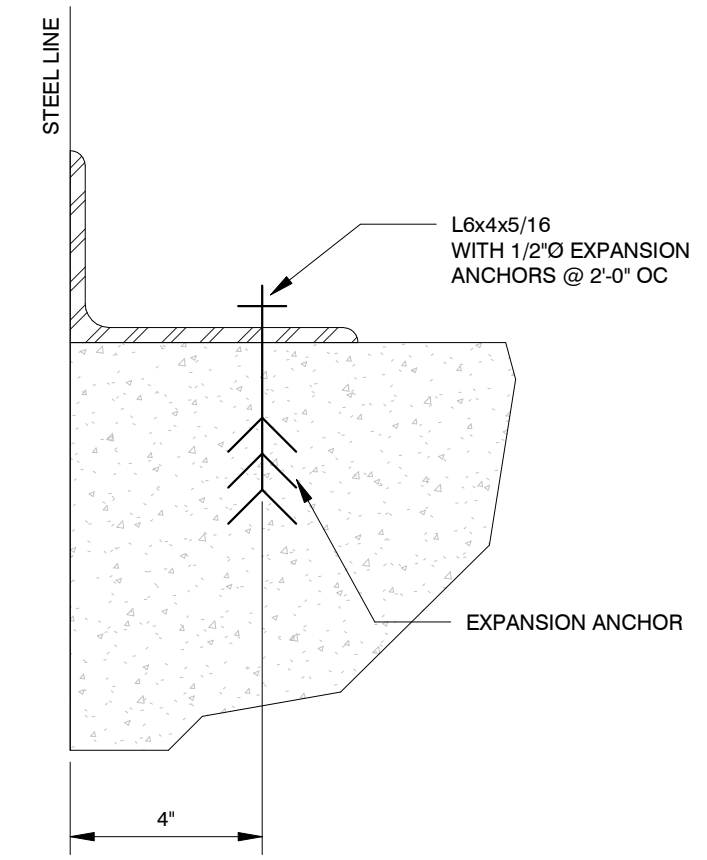 STEEL LINE
L6x4x5/16
WITH 1/2"Ø EXPANSION
ANCHORS @ 2'-0" OC
EXPANSION ANCHOR
4"